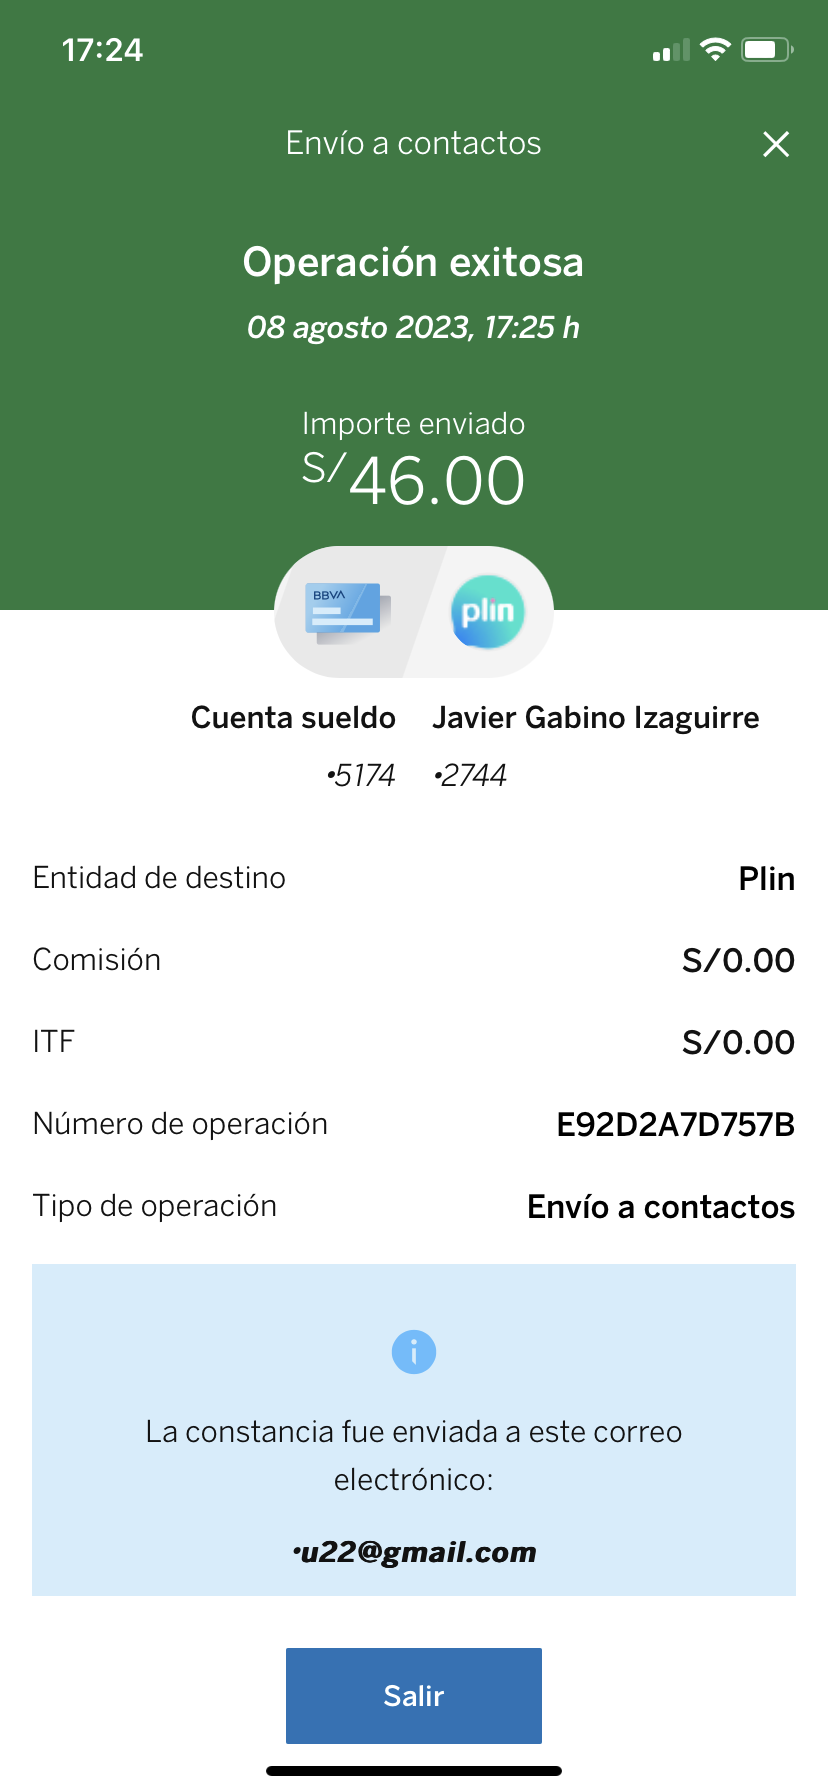 17:24
Envío a contactos
Operación exitosa
08 agosto 2023, 17:25 h
Importe enviado
S/46.00
BBVA
plin
Cuenta sueldo Javier Gabino Izaguirre
•5174 •2744
Entidad de destino Plin
Comisión S/0.00
ITF S/0.00
Número de operación E92D2A7D757B
Tipo de operación Envío a contactos
La constancia fue enviada a este correo
electrónico:
•u22@gmail.com
Salir